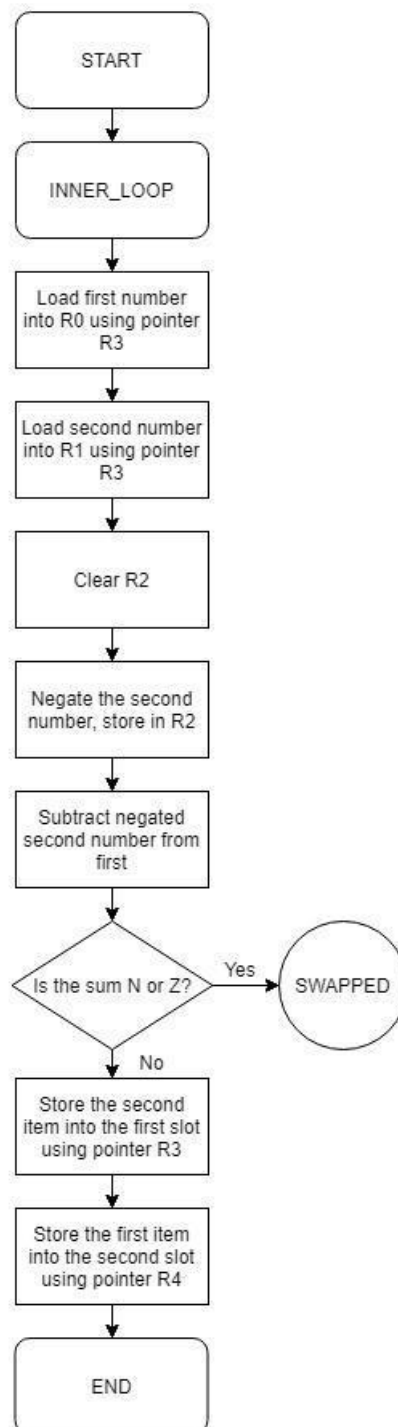 START
INNER_LOOP
Load first number
into R0 using pointer
R3
Load second number
into R1 using pointer
R3
Clear R2
Negate the second
number, store in R2
Subtract negated
second number from
first
Is the sum N or Z?
Yes
SWAPPED
No
Store the second
item into the first slot
using pointer R3
Store the first item
into the second slot
using pointer R4
END